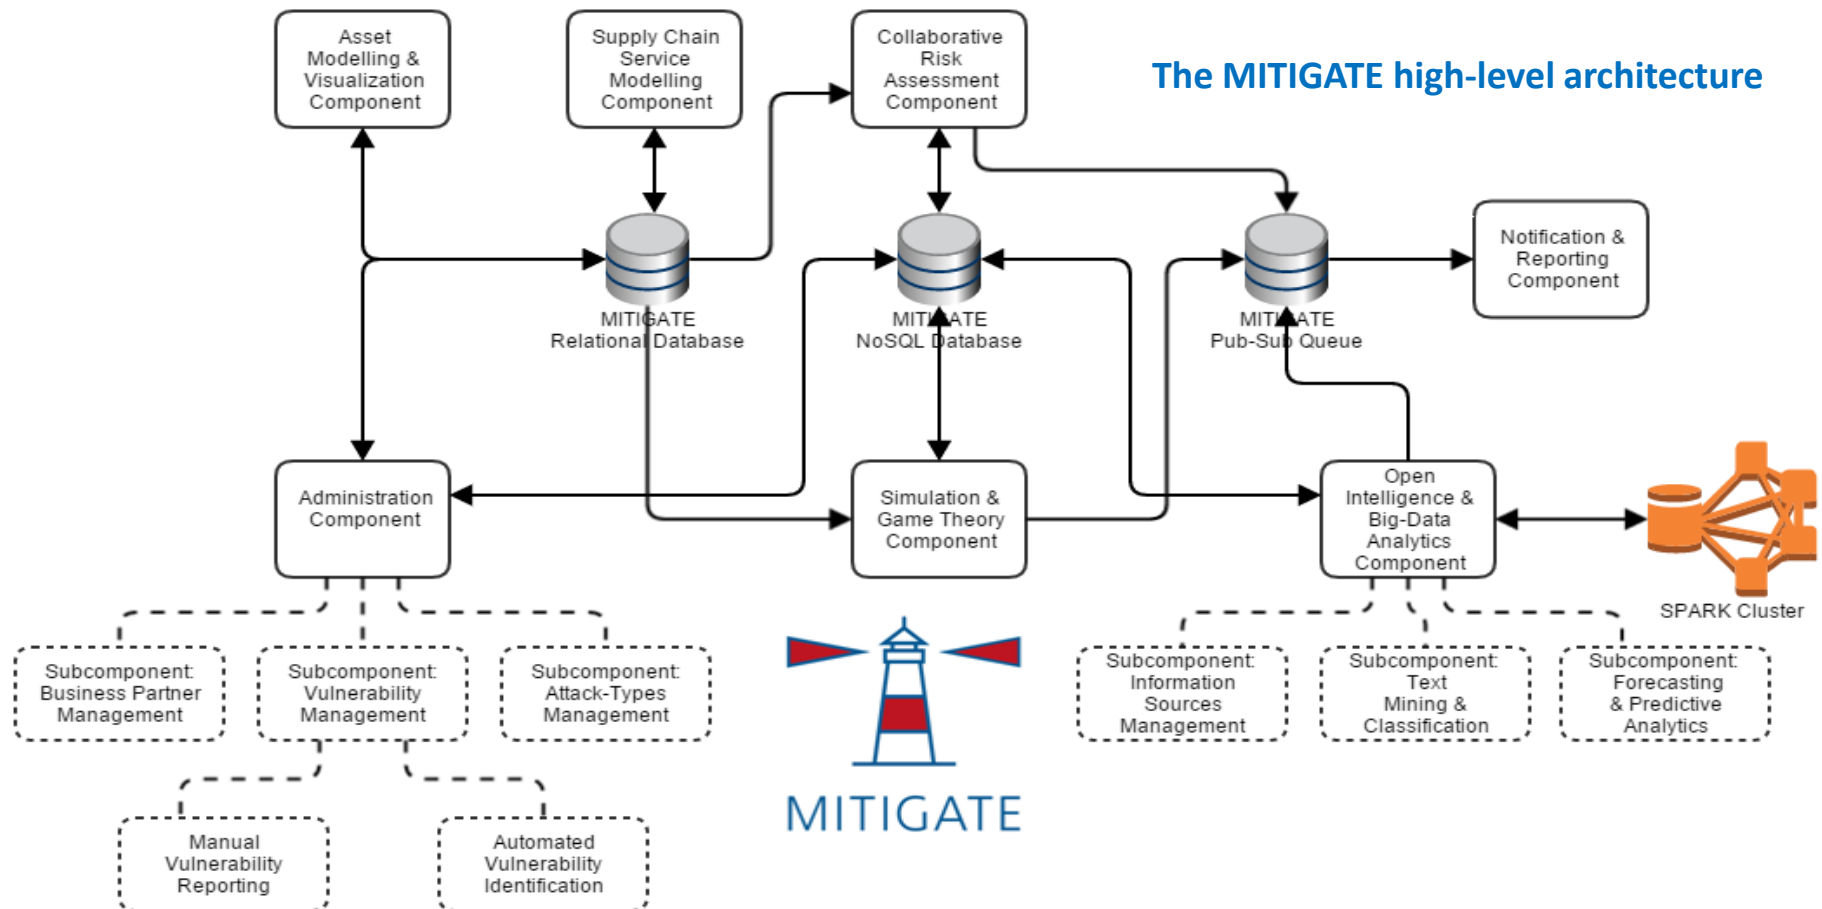 Asset
Modelling &
Visualization
Component
Supply Chain
Service
Modelling
Component
Collaborative
Risk
Assessment
Component
The MITIGATE high-level architecture
MITIGATE
Relational Database
MITIGATE
NoSQL Database
MITIGATE
Pub-Sub Queue
Notification &
Reporting
Component
Administration
Component
Simulation &
Game Theory
Component
Open
Intelligence &
Big-Data
Analytics
Component
SPARK Cluster
Subcomponent:
Business Partner
Management
Subcomponent:
Vulnerability
Management
Subcomponent:
Attack-Types
Management
Subcomponent:
Information
Sources
Management
Subcomponent:
Text
Mining &
Classification
Subcomponent:
Forecasting
& Predictive
Analytics
MITIGATE
Manual
Vulnerability
Reporting
Automated
Vulnerability
Identification